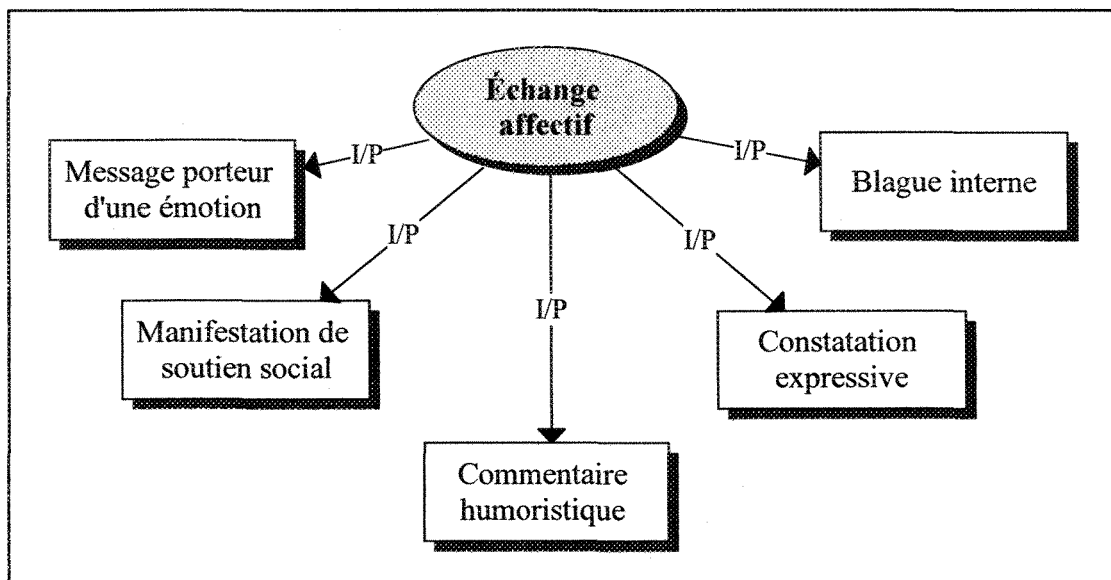 Échange
affectif
I/P
Message porteur
d'une émotion
I/P
Blague interne
I/P
Manifestation de
soutien social
I/P
Constatation
expressive
I/P
Commentaire
humoristique